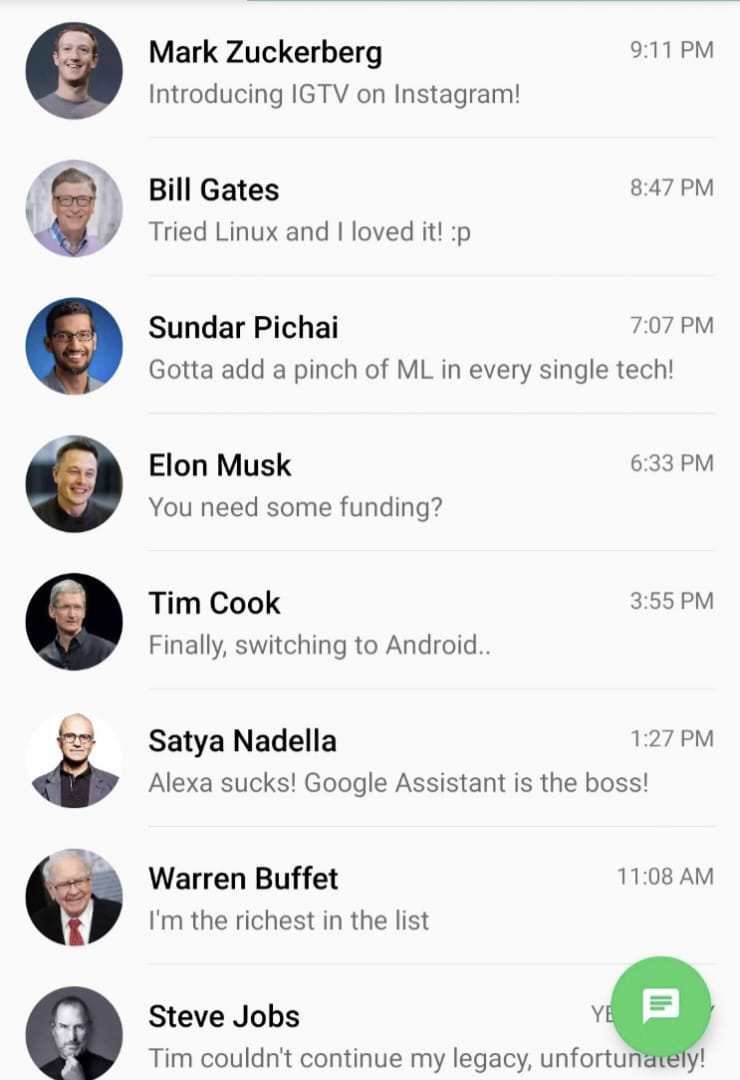 Mark Zuckerberg 9:11 PM
Introducing IGTV on Instagram!
Bill Gates 8:47 PM
Tried Linux and I loved it! :p
Sundar Pichai 7:07 PM
Gotta add a pinch of ML in every single tech!
Elon Musk 6:33 PM
You need some funding?
Tim Cook 3:55 PM
Finally, switching to Android..
Satya Nadella 1:27 PM
Alexa sucks! Google Assistant is the boss!
Warren Buffet 11:08 AM
I'm the richest in the list
Steve Jobs
Tim couldn't continue my legacy, unfortunately!